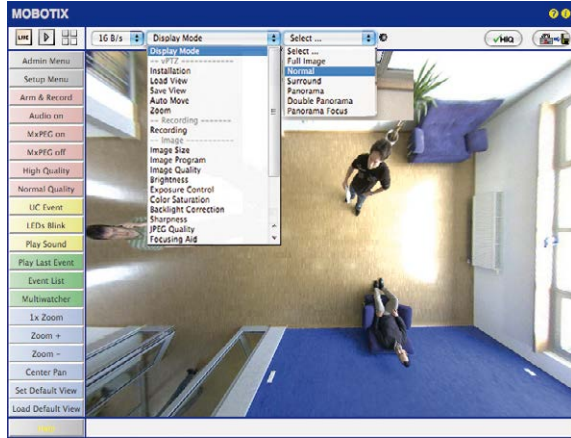 MOBOTIX
LIVE
16 B/s
Display Mode
Select ...
HIQ
Admin Menu
Setup Menu
Arm & Record
Audio on
MxPEG on
MxPEG off
High Quality
Normal Quality
UC Event
LEDs Blink
Play Sound
Play Last Event
Event List
Multiwatcher
1x Zoom
Zoom +
Zoom –
Center Pan
Set Default View
Load Default View
Display Mode
-- vPTZ ------------
Installation
Load View
Save View
Auto Move
Zoom
-- Recording -------
Recording
-- Image -----------
Image Size
Image Program
Image Quality
Brightness
Exposure Control
Color Saturation
Backlight Correction
Sharpness
JPEG Quality
Focusing Aid
Select ...
Full Image
Normal
Surround
Panorama
Double Panorama
Panorama Focus